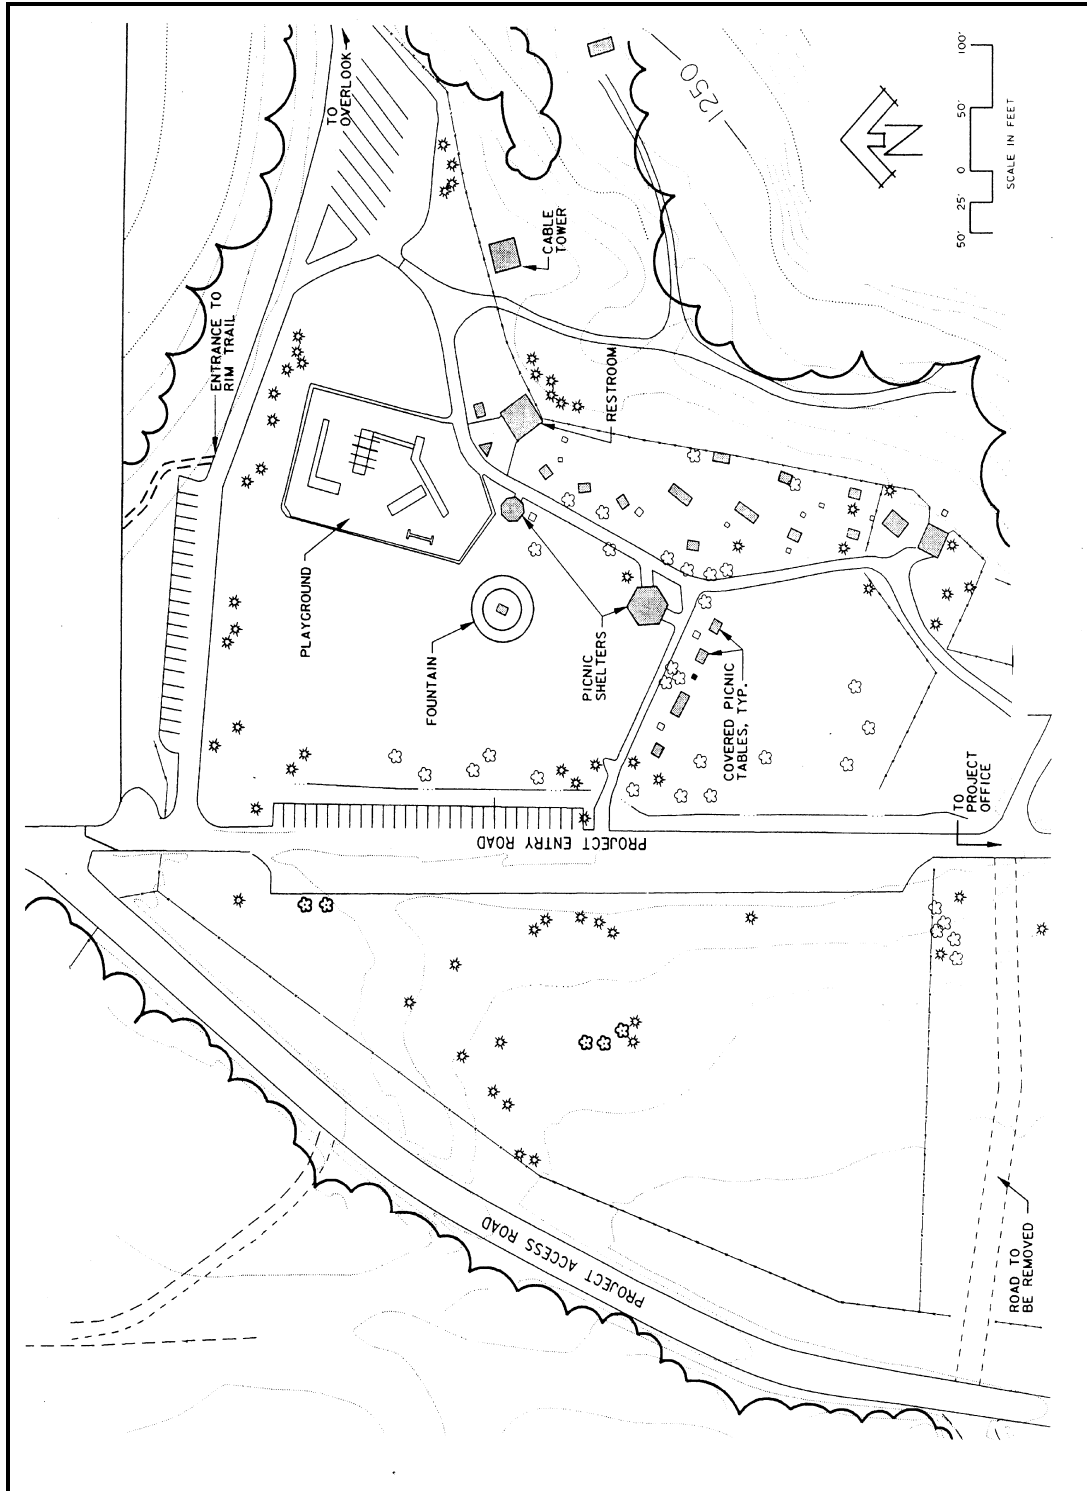 TO
OVERLOOK
1250
100'
50'
0
25'
50'
SCALE IN FEET
N
CABLE
TOWER
ENTRANCE TO
RIM TRAIL
RESTROOM
PLAYGROUND
FOUNTAIN
PICNIC
SHELTERS
COVERED PICNIC
TABLES, TYP.
TO
PROJECT
OFFICE
PROJECT ENTRY ROAD
PROJECT ACCESS ROAD
ROAD TO
BE REMOVED